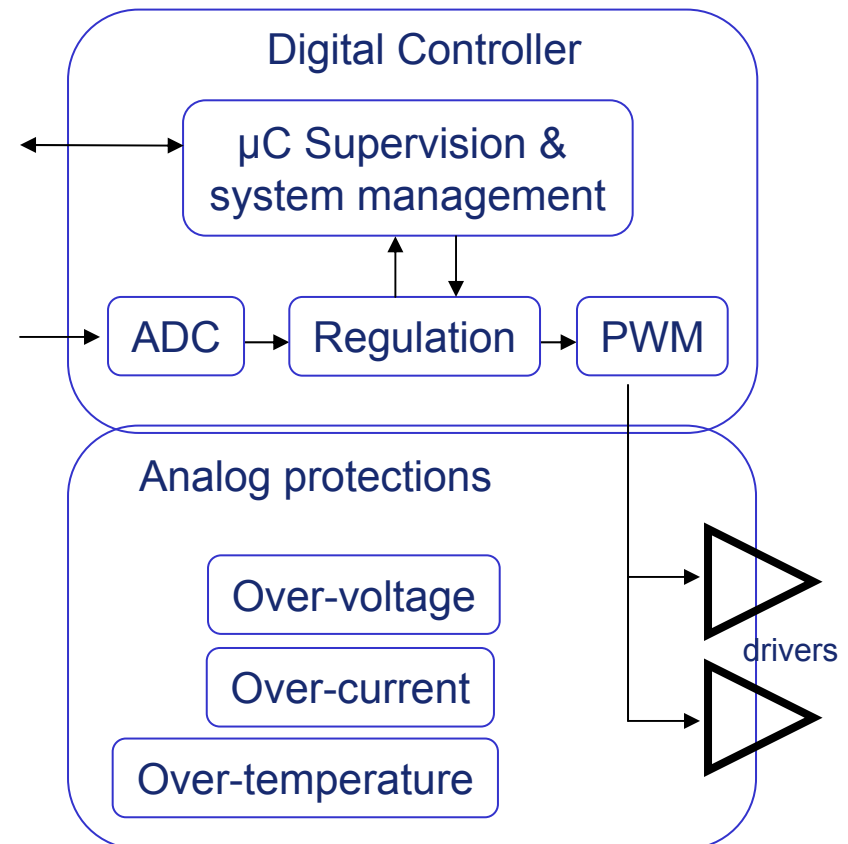 Digital Controller
µC Supervision &
system management
ADC
Regulation
PWM
Analog protections
Over-voltage
drivers
Over-current
Over-temperature